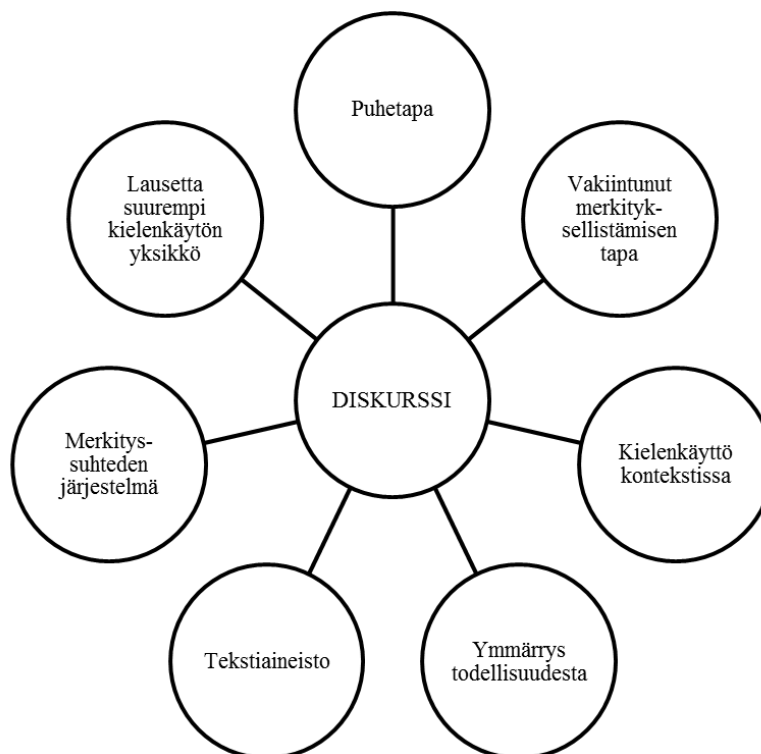 Puhetapa
Lausetta
suurempi
kielenkäytön
yksikkö
Vakiintunut
merkityk-
sellistämisen
tapa
DISKURSSI
Merkitys-
suhteden
järjestelmä
Kielenkäyttö
kontekstissa
Tekstiaineisto
Ymmärrys
todellisuudesta